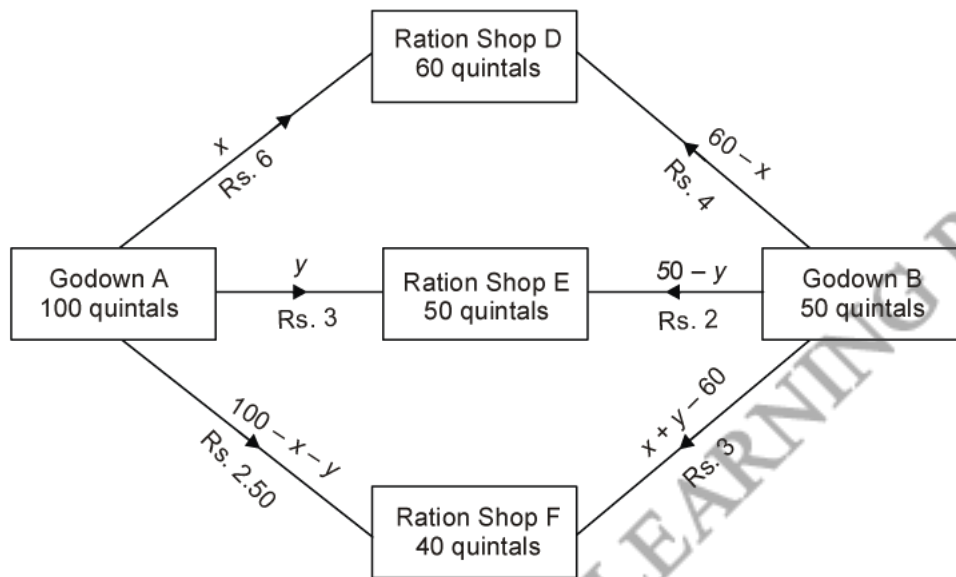 Ration Shop D
60 quintals
x
Rs. 6
60 – x
Rs. 4
Godown A
100 quintals
y
Rs. 3
Ration Shop E
50 quintals
50 – y
Rs. 2
Godown B
50 quintals
100 – x – y
Rs. 2.50
x + y – 60
Rs. 3
Ration Shop F
40 quintals
LEARNING